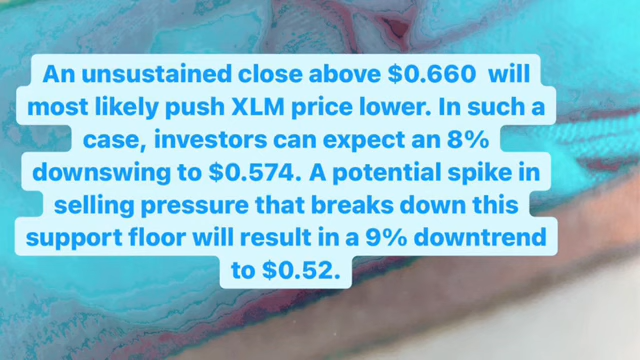 An unsustained close above $0.660 will
most likely push XLM price lower. In such a
case, investors can expect an 8%
downswing to $0.574. A potential spike in
selling pressure that breaks down this
support floor will result in a 9% downtrend
to $0.52.